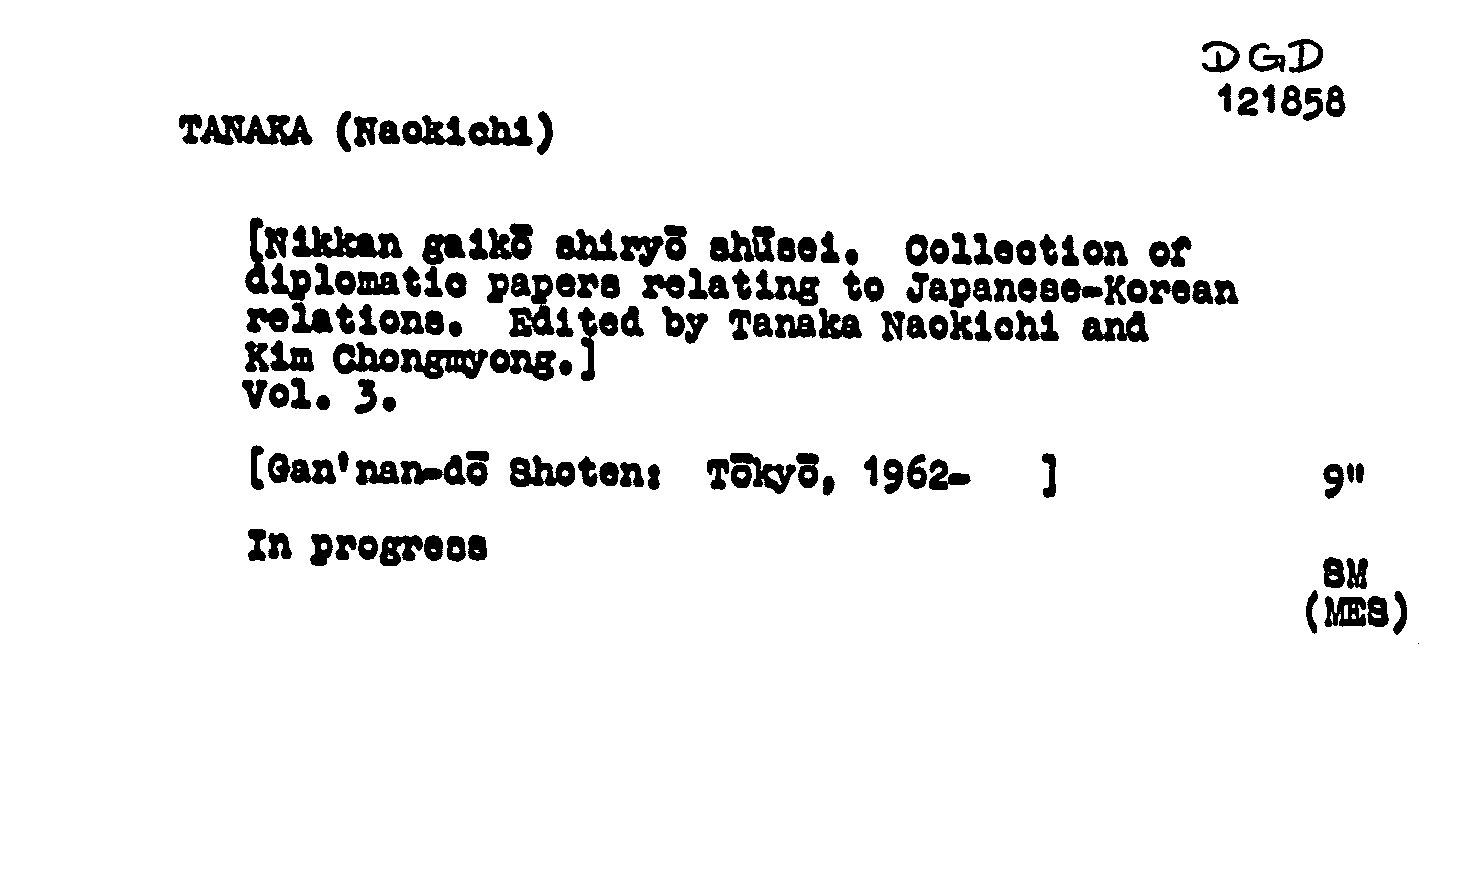 DGD
121858
TANAKA (Naokichi)
[Nikkan gaikō shiryō shūsei. Collection of
diplomatic papers relating to Japanese-Korean
relations. Edited by Tanaka Naokichi and
Kim Chongmyong.]
Vol. 3.
[Gan'nan-dō Shoten: Tōkyō, 1962- ] 9"
In progress
SM
(MES)